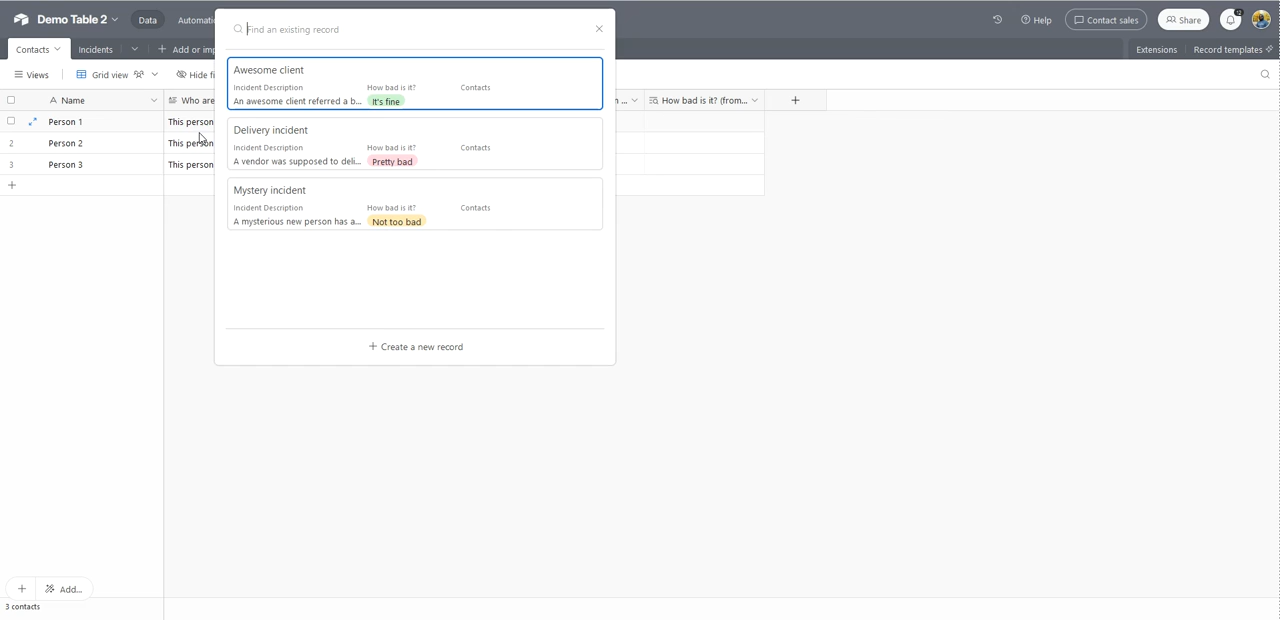 Demo Table 2
Data
Automati
Find an existing record
Help
Contact sales
Share
12
Contacts
Incidents
Add or imp
Extensions
Record templates
Views
Grid view
Hide fi
Awesome client
Incident Description How bad is it? Contacts
An awesome client referred a b... It's fine
Delivery incident
Incident Description How bad is it? Contacts
A vendor was supposed to deli... Pretty bad
Mystery incident
Incident Description How bad is it? Contacts
A mysterious new person has a... Not too bad
Create a new record
Name
Who are
n ...
How bad is it? (from...
Person 1
This person
2 Person 2
This person
3 Person 3
This person
Add...
3 contacts